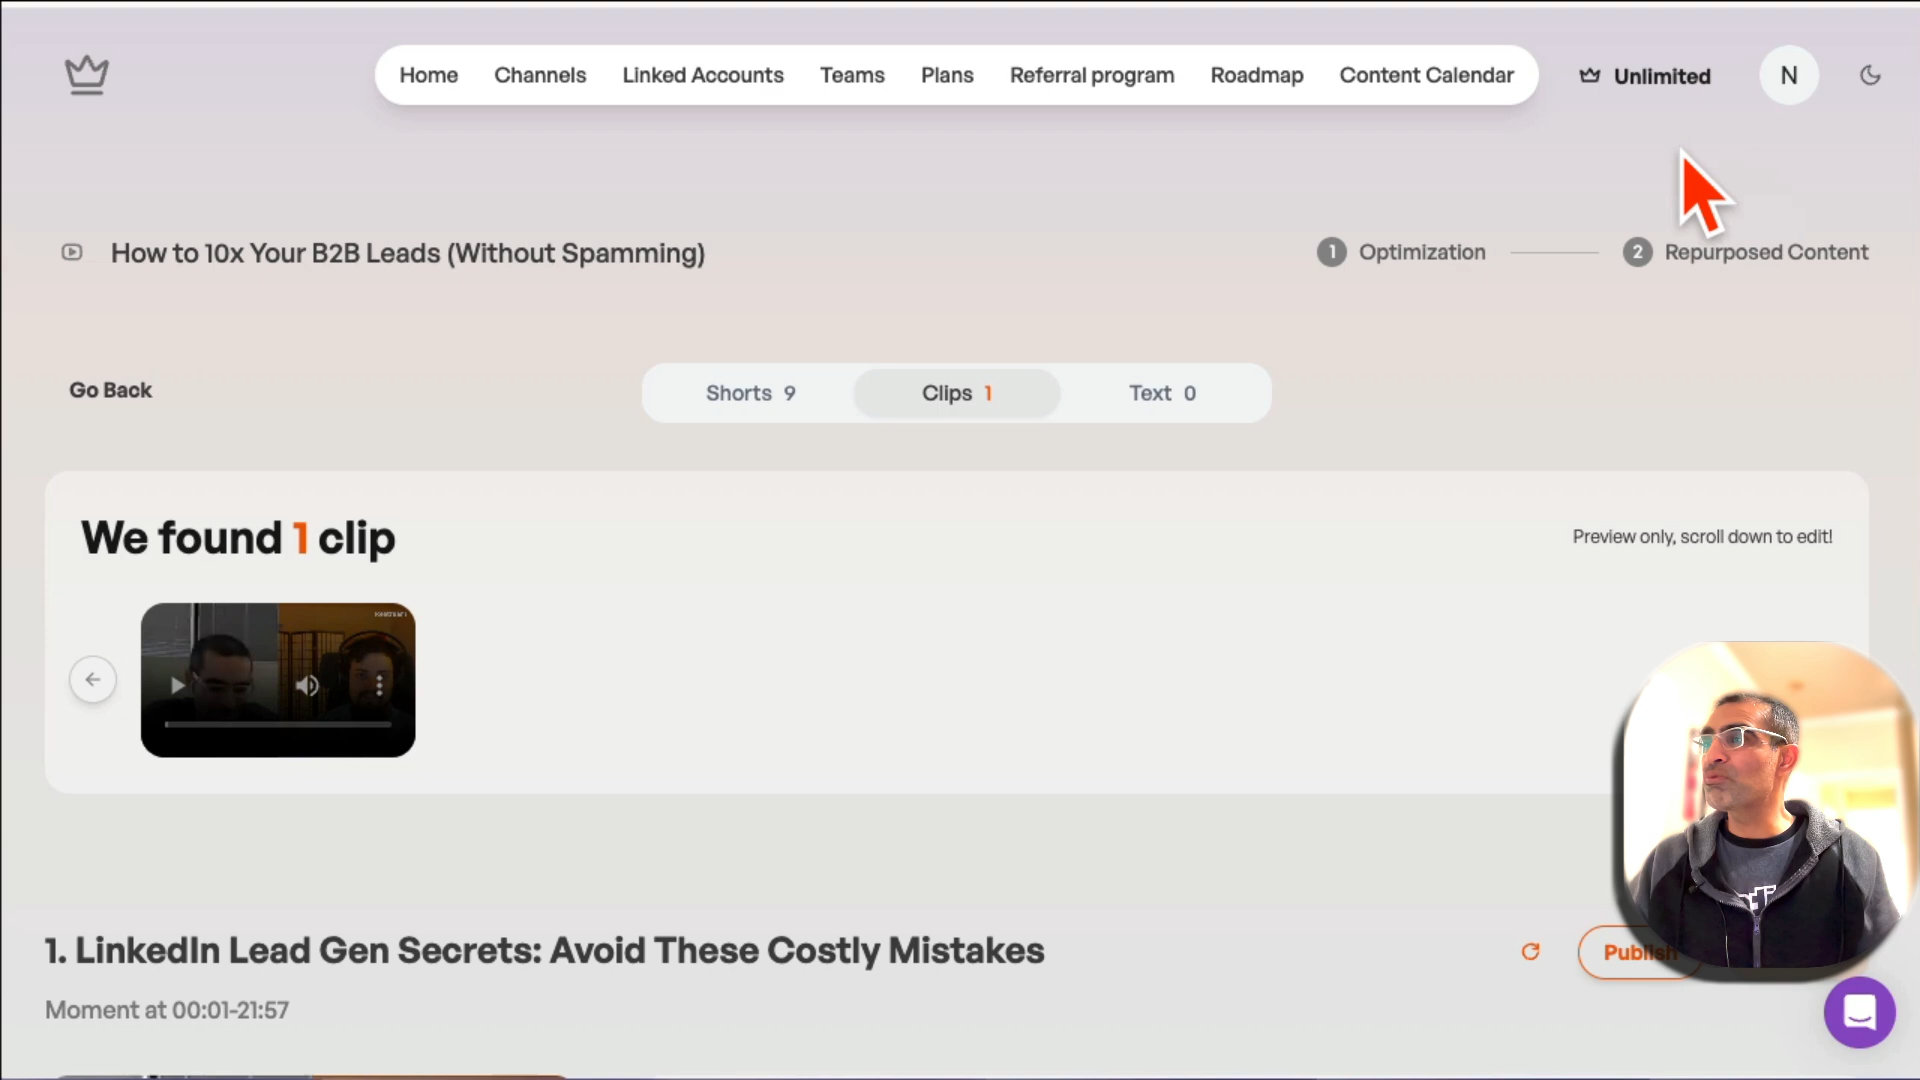 Home Channels Linked Accounts Teams Plans Referral program Roadmap Content Calendar Unlimited N
How to 10x Your B2B Leads (Without Spamming) 1 Optimization 2 Repurposed Content
Go Back Shorts 9 Clips 1 Text 0
We found 1 clip Preview only, scroll down to edit!
1. LinkedIn Lead Gen Secrets: Avoid These Costly Mistakes Publish
Moment at 00:01-21:57